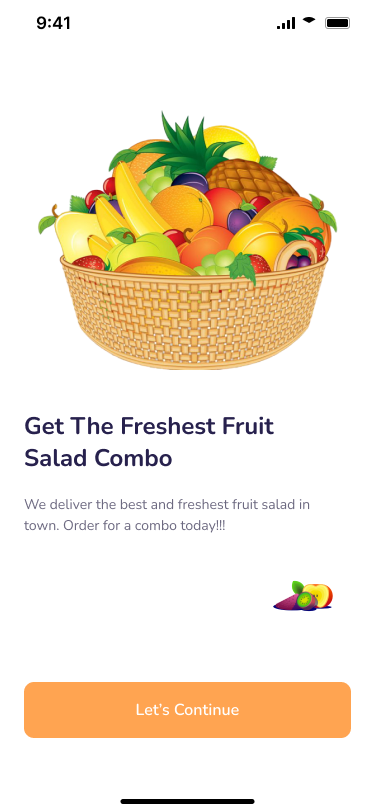 9:41
Get The Freshest Fruit
Salad Combo
We deliver the best and freshest fruit salad in
town. Order for a combo today!!!
Let's Continue